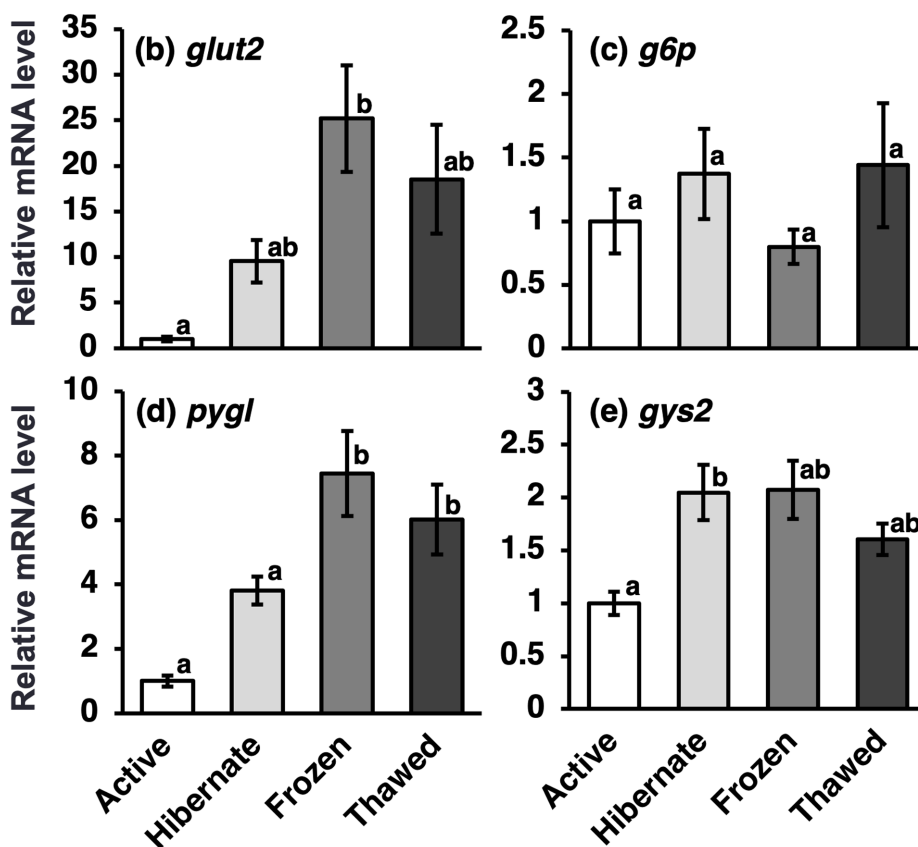 Relative mRNA level
(b) glut2
35
30
25
20
15
10
5
0
a
ab
b
ab
(c) g6p
2.5
2
1.5
1
0.5
0
a
a
a
a
Relative mRNA level
(d) pygl
10
8
6
4
2
0
a
a
b
b
(e) gys2
3
2.5
2
1.5
1
0.5
0
a
b
ab
ab
Active
Hibernate
Frozen
Thawed
Active
Hibernate
Frozen
Thawed